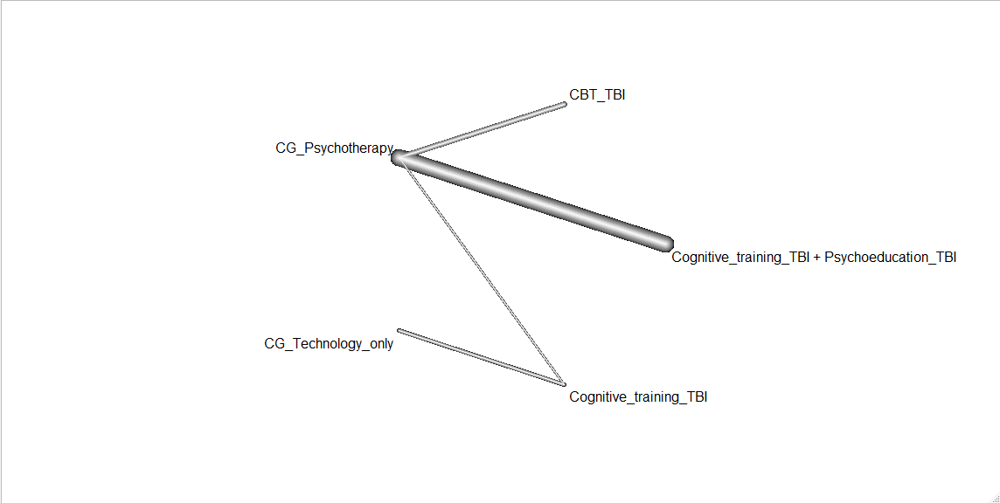 CBT_TBI
CG_Psychotherapy
Cognitive_training_TBI + Psychoeducation_TBI
CG_Technology_only
Cognitive_training_TBI